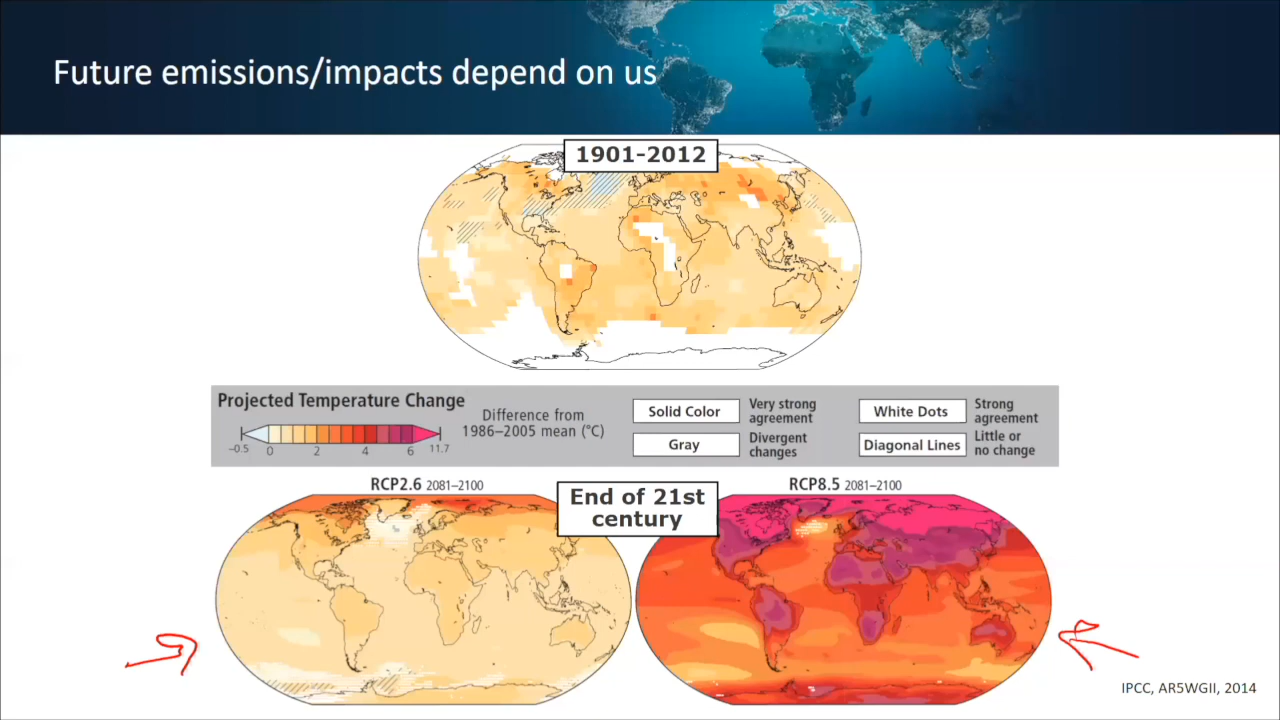 Future emissions/impacts depend on us
1901-2012
Projected Temperature Change
−0.5 0 2 4 6 11.7
Difference from
1986–2005 mean (°C)
Solid Color
Very strong
agreement
White Dots
Strong
agreement
Gray
Divergent
changes
Diagonal Lines
Little or
no change
RCP2.6 2081–2100
End of 21st
century
RCP8.5 2081–2100
IPCC, AR5WGII, 2014